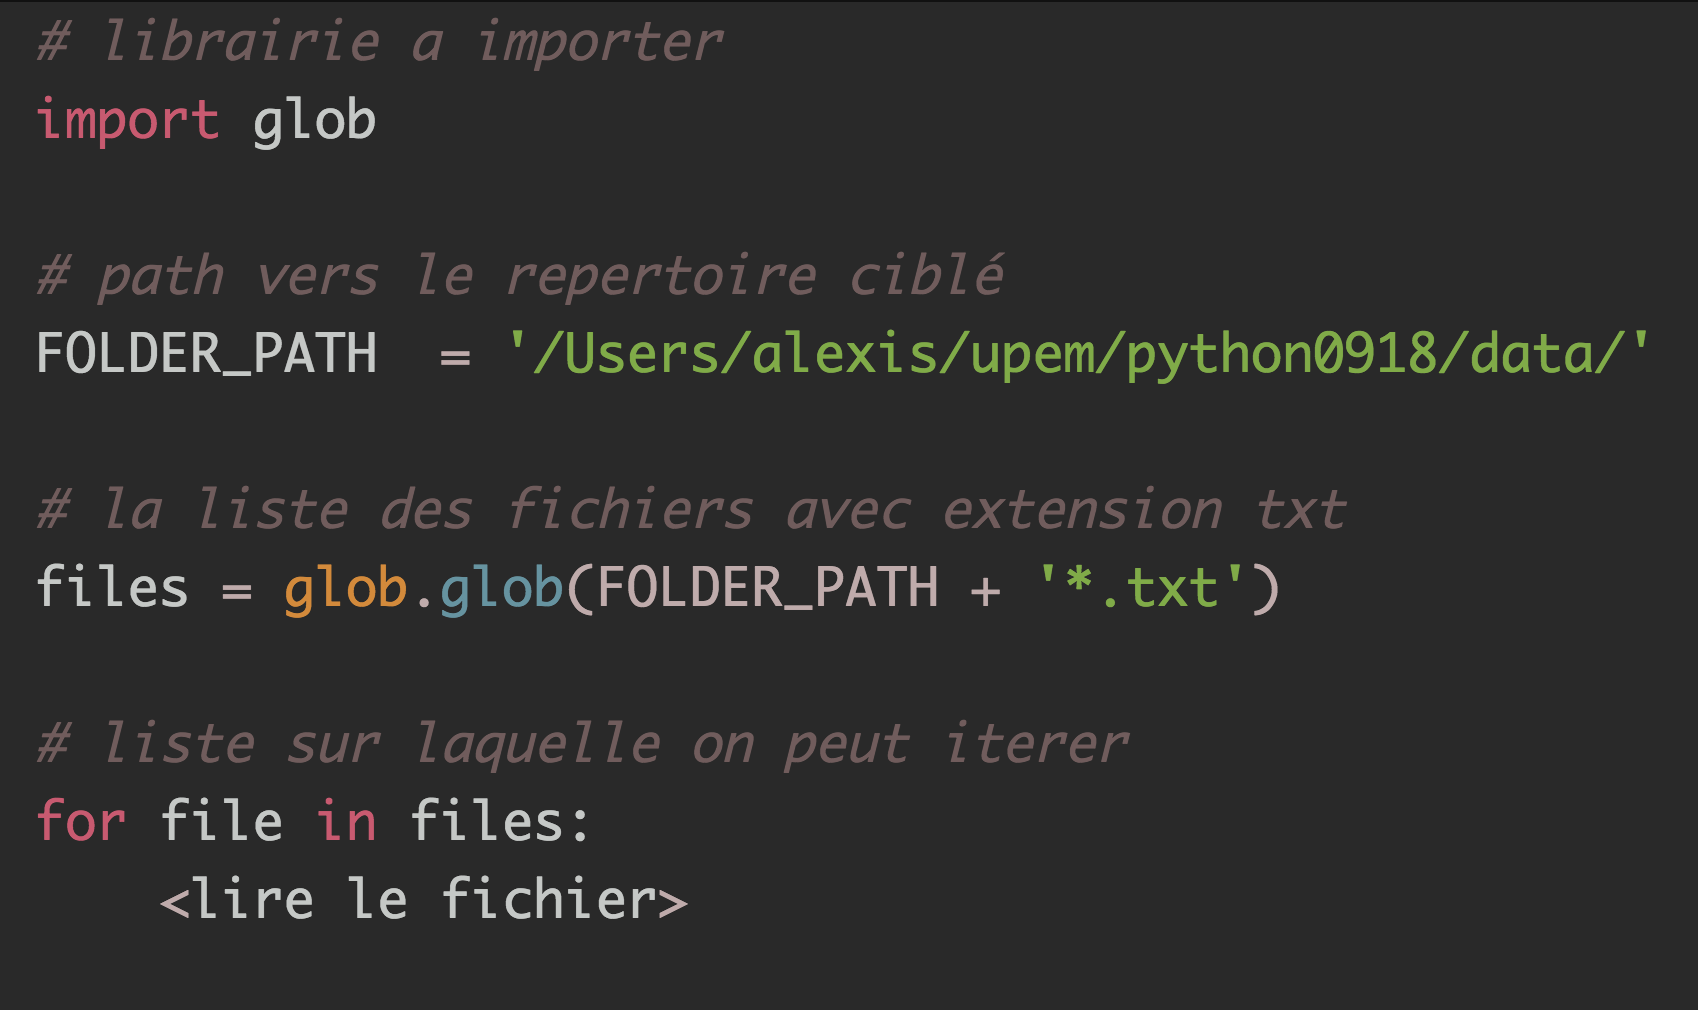 # librairie a importer
import glob
# path vers le repertoire ciblé
FOLDER_PATH  = '/Users/alexis/upem/python0918/data/'
# la liste des fichiers avec extension txt
files = glob.glob(FOLDER_PATH + '*.txt')
# liste sur laquelle on peut iterer
for file in files:
    <lire le fichier>